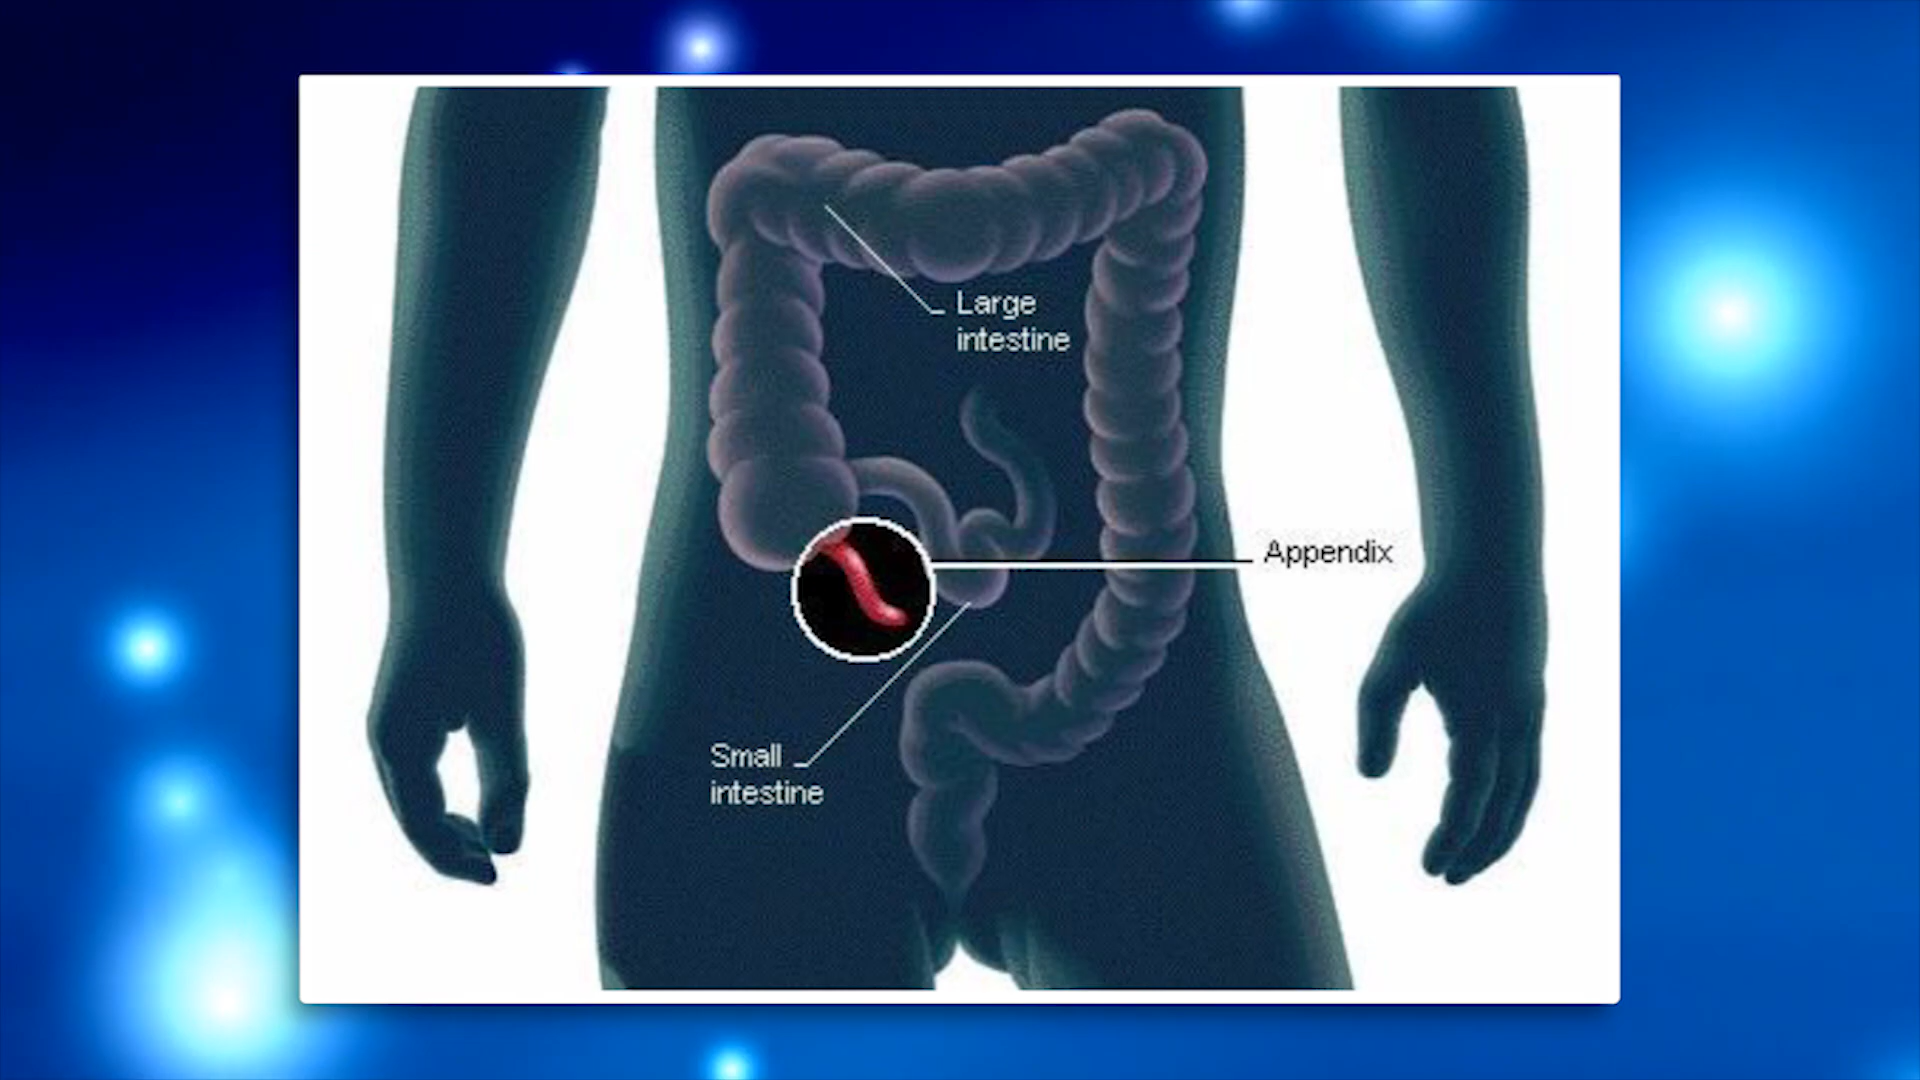 Large
intestine
Appendix
Small
intestine